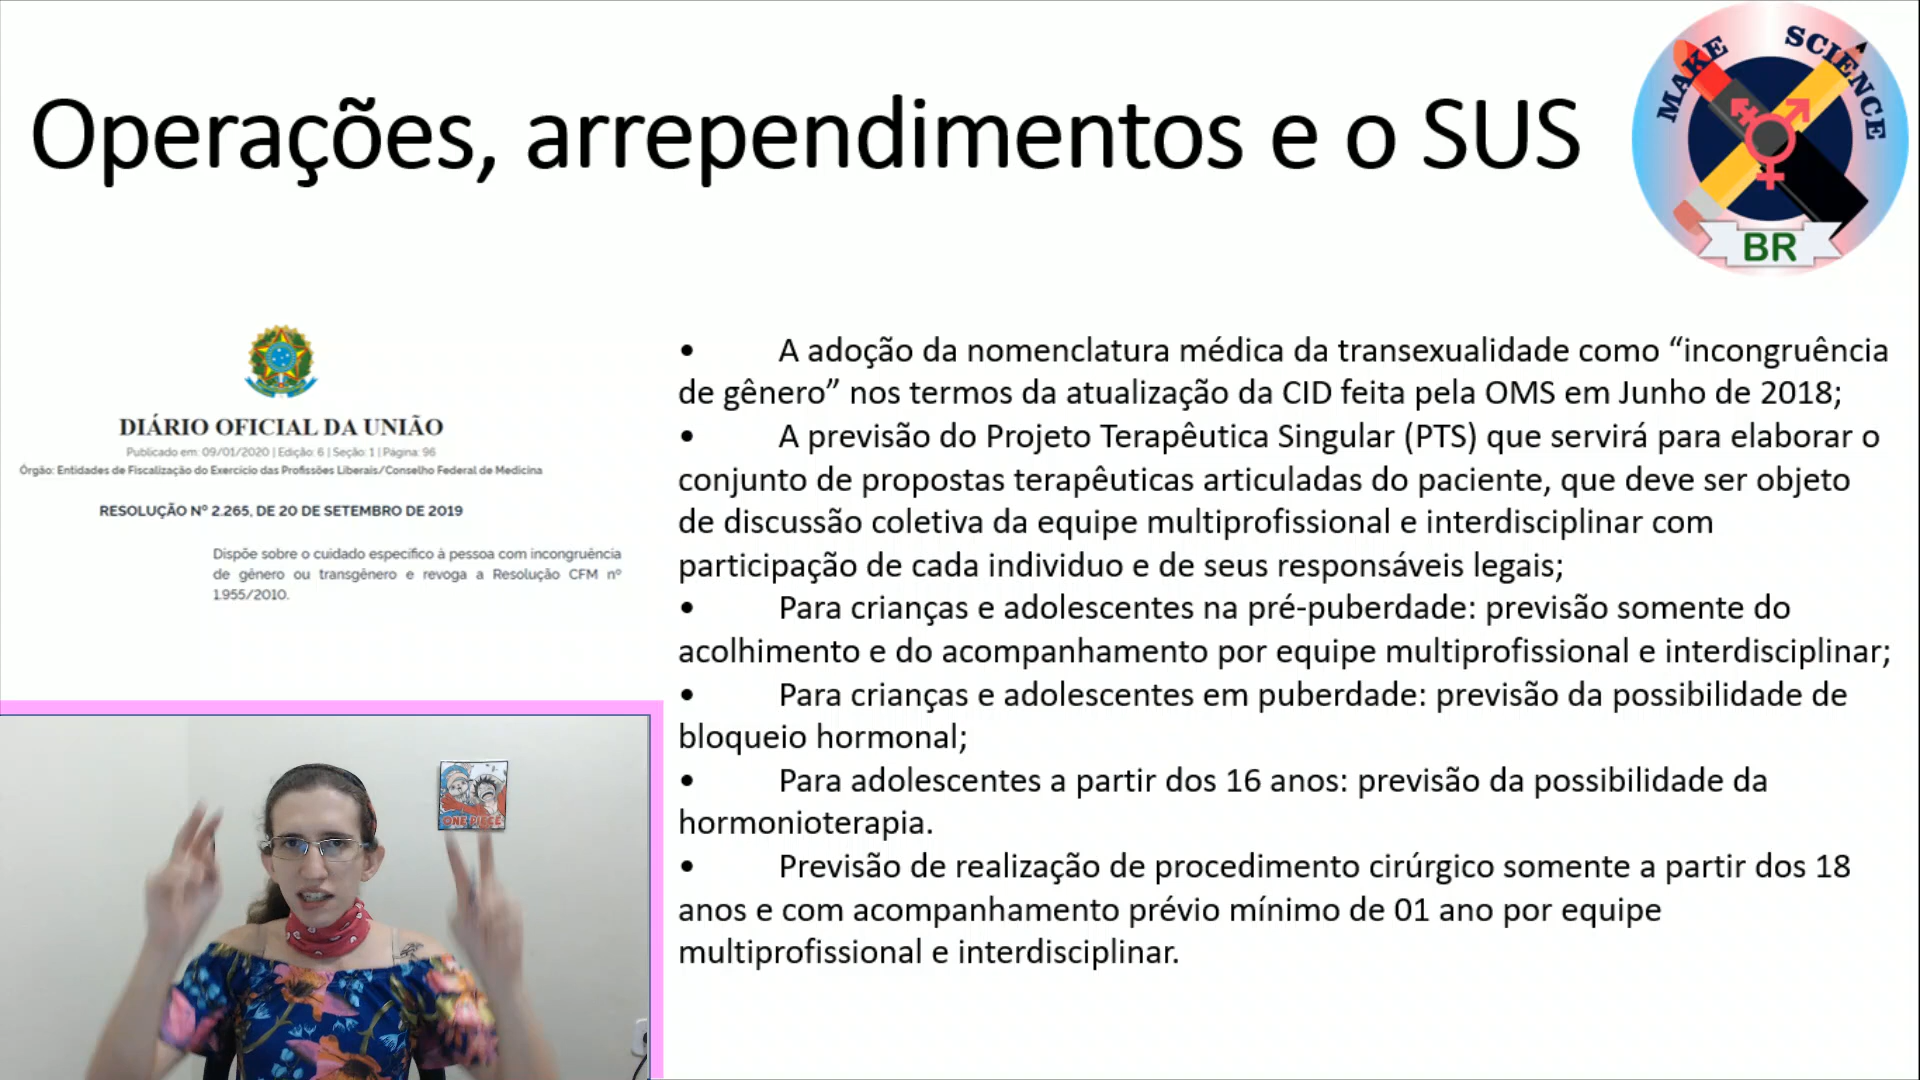 Operações, arrependimentos e o SUS
MAKE SCIENCE
BR
DIÁRIO OFICIAL DA UNIÃO
Publicado em: 09/01/2020 | Edição: 6 | Seção: 1 | Página: 96
Órgão: Entidades de Fiscalização do Exercício das Profissões Liberais/Conselho Federal de Medicina
RESOLUÇÃO Nº 2.265, DE 20 DE SETEMBRO DE 2019
Dispõe sobre o cuidado específico à pessoa com incongruência
de gênero ou transgênero e revoga a Resolução CFM nº
1.955/2010.
• A adoção da nomenclatura médica da transexualidade como “incongruência
de gênero” nos termos da atualização da CID feita pela OMS em Junho de 2018;
• A previsão do Projeto Terapêutica Singular (PTS) que servirá para elaborar o
conjunto de propostas terapêuticas articuladas do paciente, que deve ser objeto
de discussão coletiva da equipe multiprofissional e interdisciplinar com
participação de cada individuo e de seus responsáveis legais;
• Para crianças e adolescentes na pré-puberdade: previsão somente do
acolhimento e do acompanhamento por equipe multiprofissional e interdisciplinar;
• Para crianças e adolescentes em puberdade: previsão da possibilidade de
bloqueio hormonal;
• Para adolescentes a partir dos 16 anos: previsão da possibilidade da
hormonioterapia.
• Previsão de realização de procedimento cirúrgico somente a partir dos 18
anos e com acompanhamento prévio mínimo de 01 ano por equipe
multiprofissional e interdisciplinar.
ONE PIECE